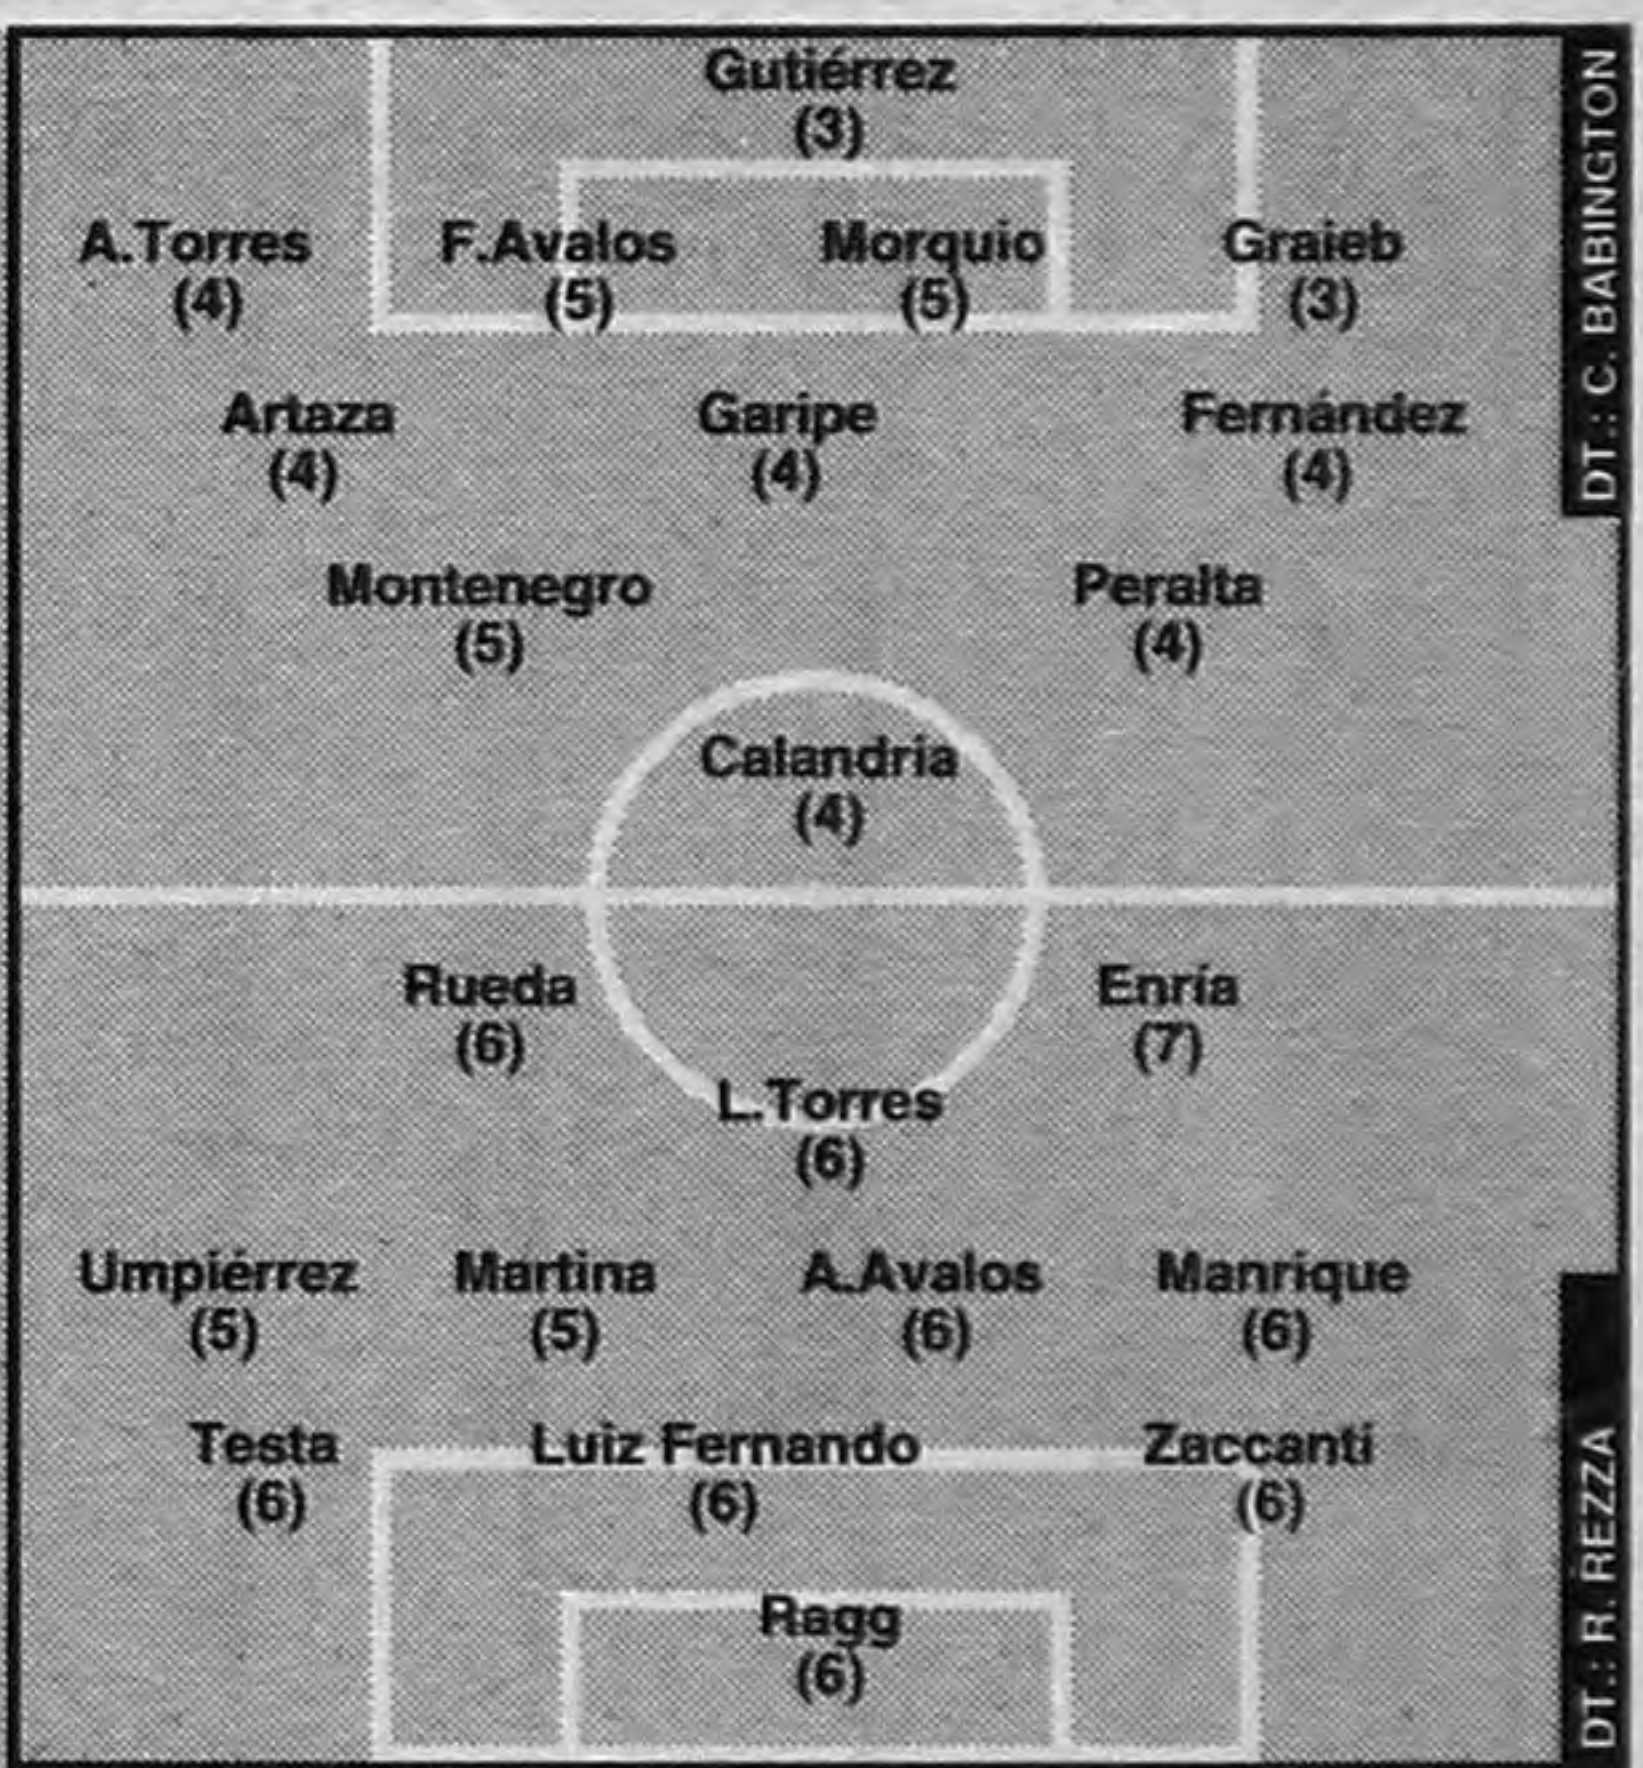 Gutiérrez
(3)
A.Torres F.Avalos Morquio Graieb
(4) (5) (5) (3)
Artaza Garipe Fernández
(4) (4) (4)
Montenegro Peralta
(5) (4)
Calandria
(4)
DT.: C. BABINGTON
Rueda Enría
(6) (7)
L.Torres
(6)
Umpiérrez Martina A.Avalos Manrique
(5) (5) (6) (6)
Testa Luiz Fernando Zaccanti
(6) (6) (6)
Ragg
(6)
DT.: R. REZZA